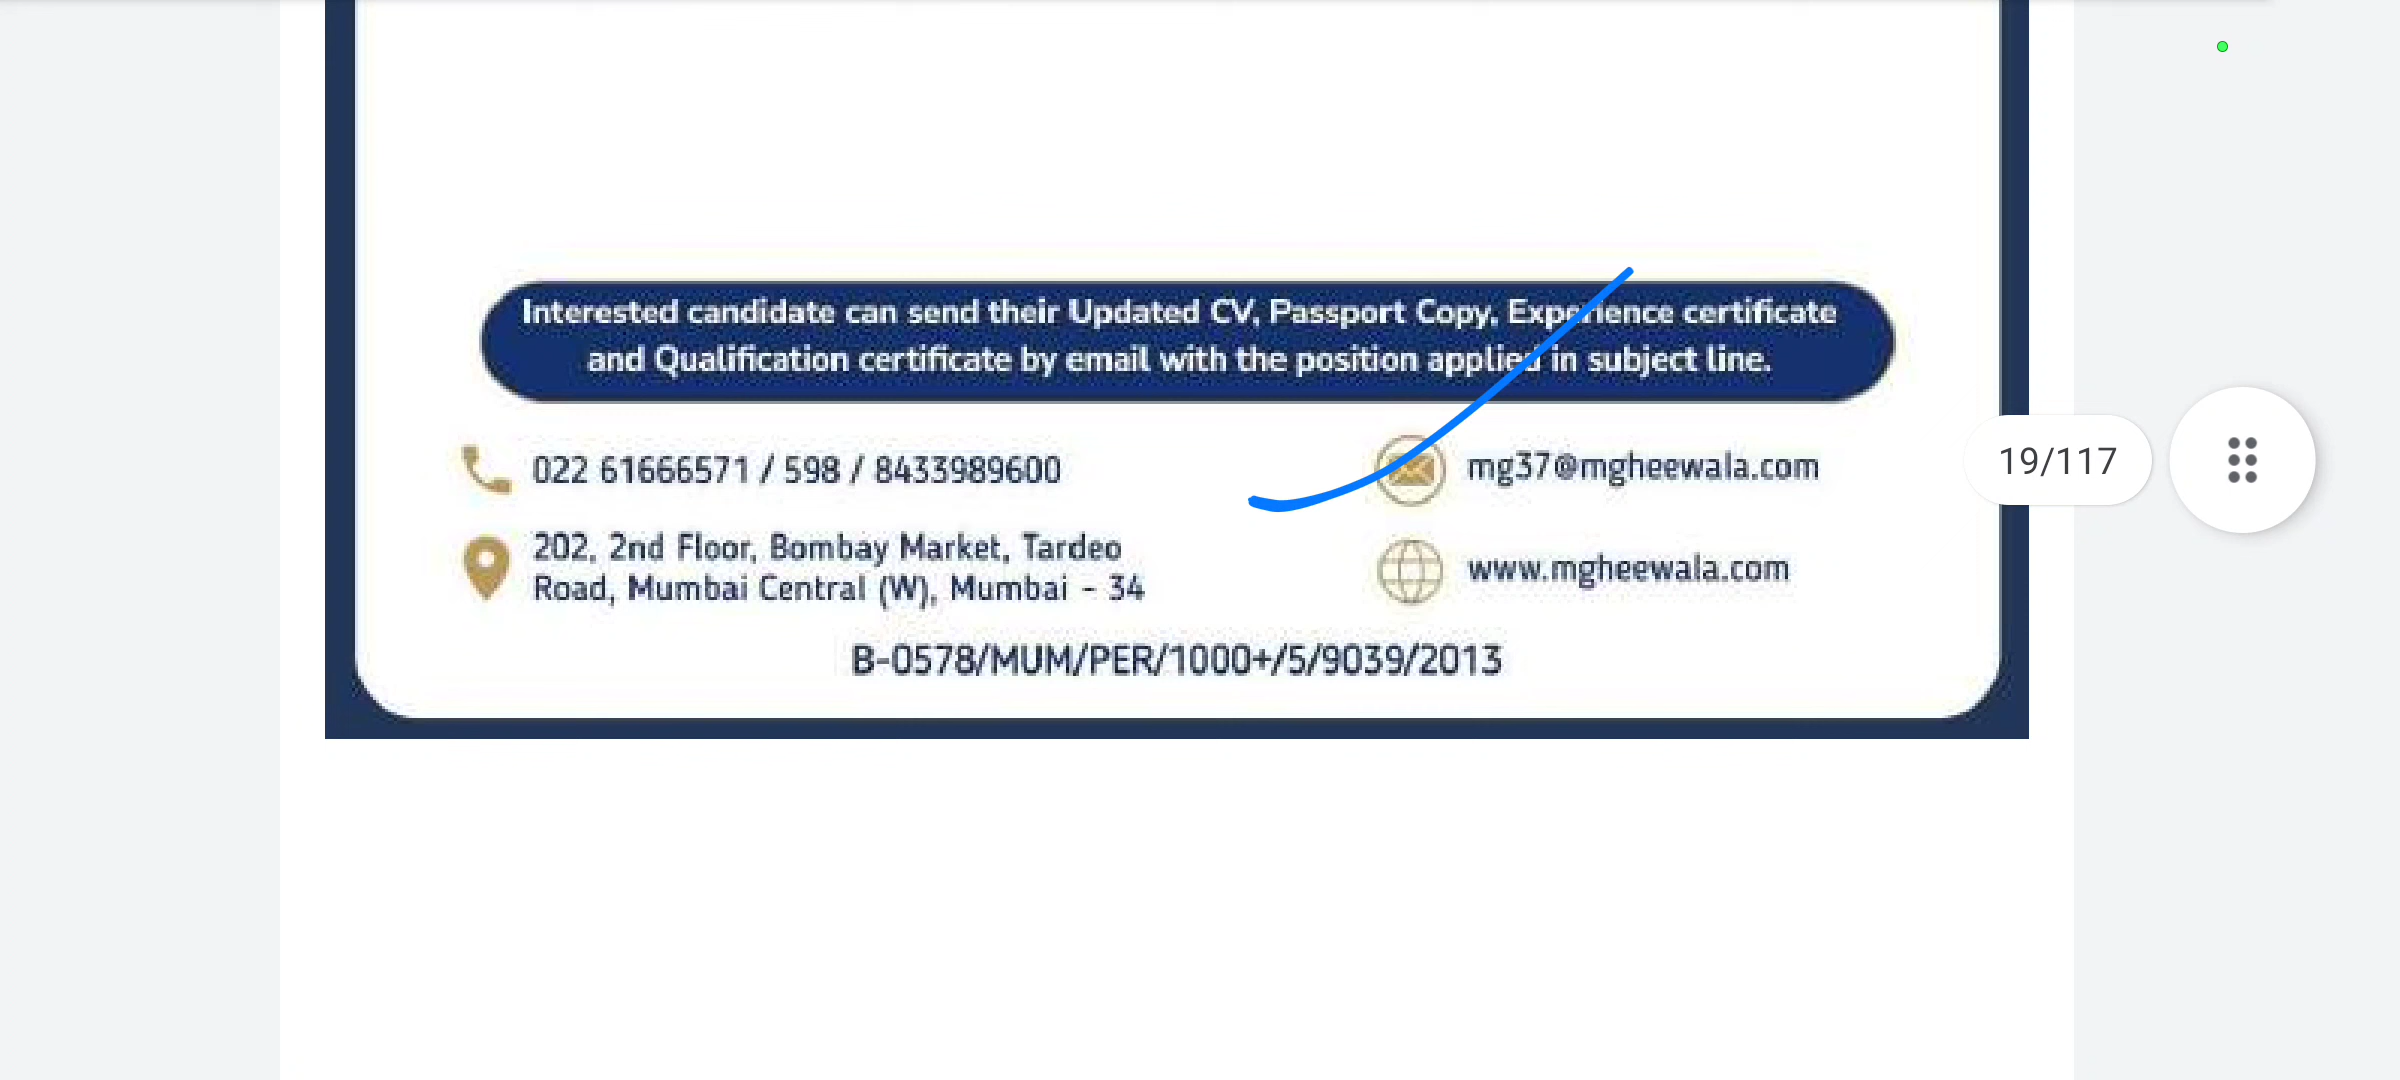 Interested candidate can send their Updated CV, Passport Copy, Experience certificate
and Qualification certificate by email with the position applied in subject line.
022 61666571 / 598 / 8433989600
mg37@mgheewala.com
202, 2nd Floor, Bombay Market, Tardeo
Road, Mumbai Central (W), Mumbai - 34
www.mgheewala.com
B-0578/MUM/PER/1000+/5/9039/2013
19/117